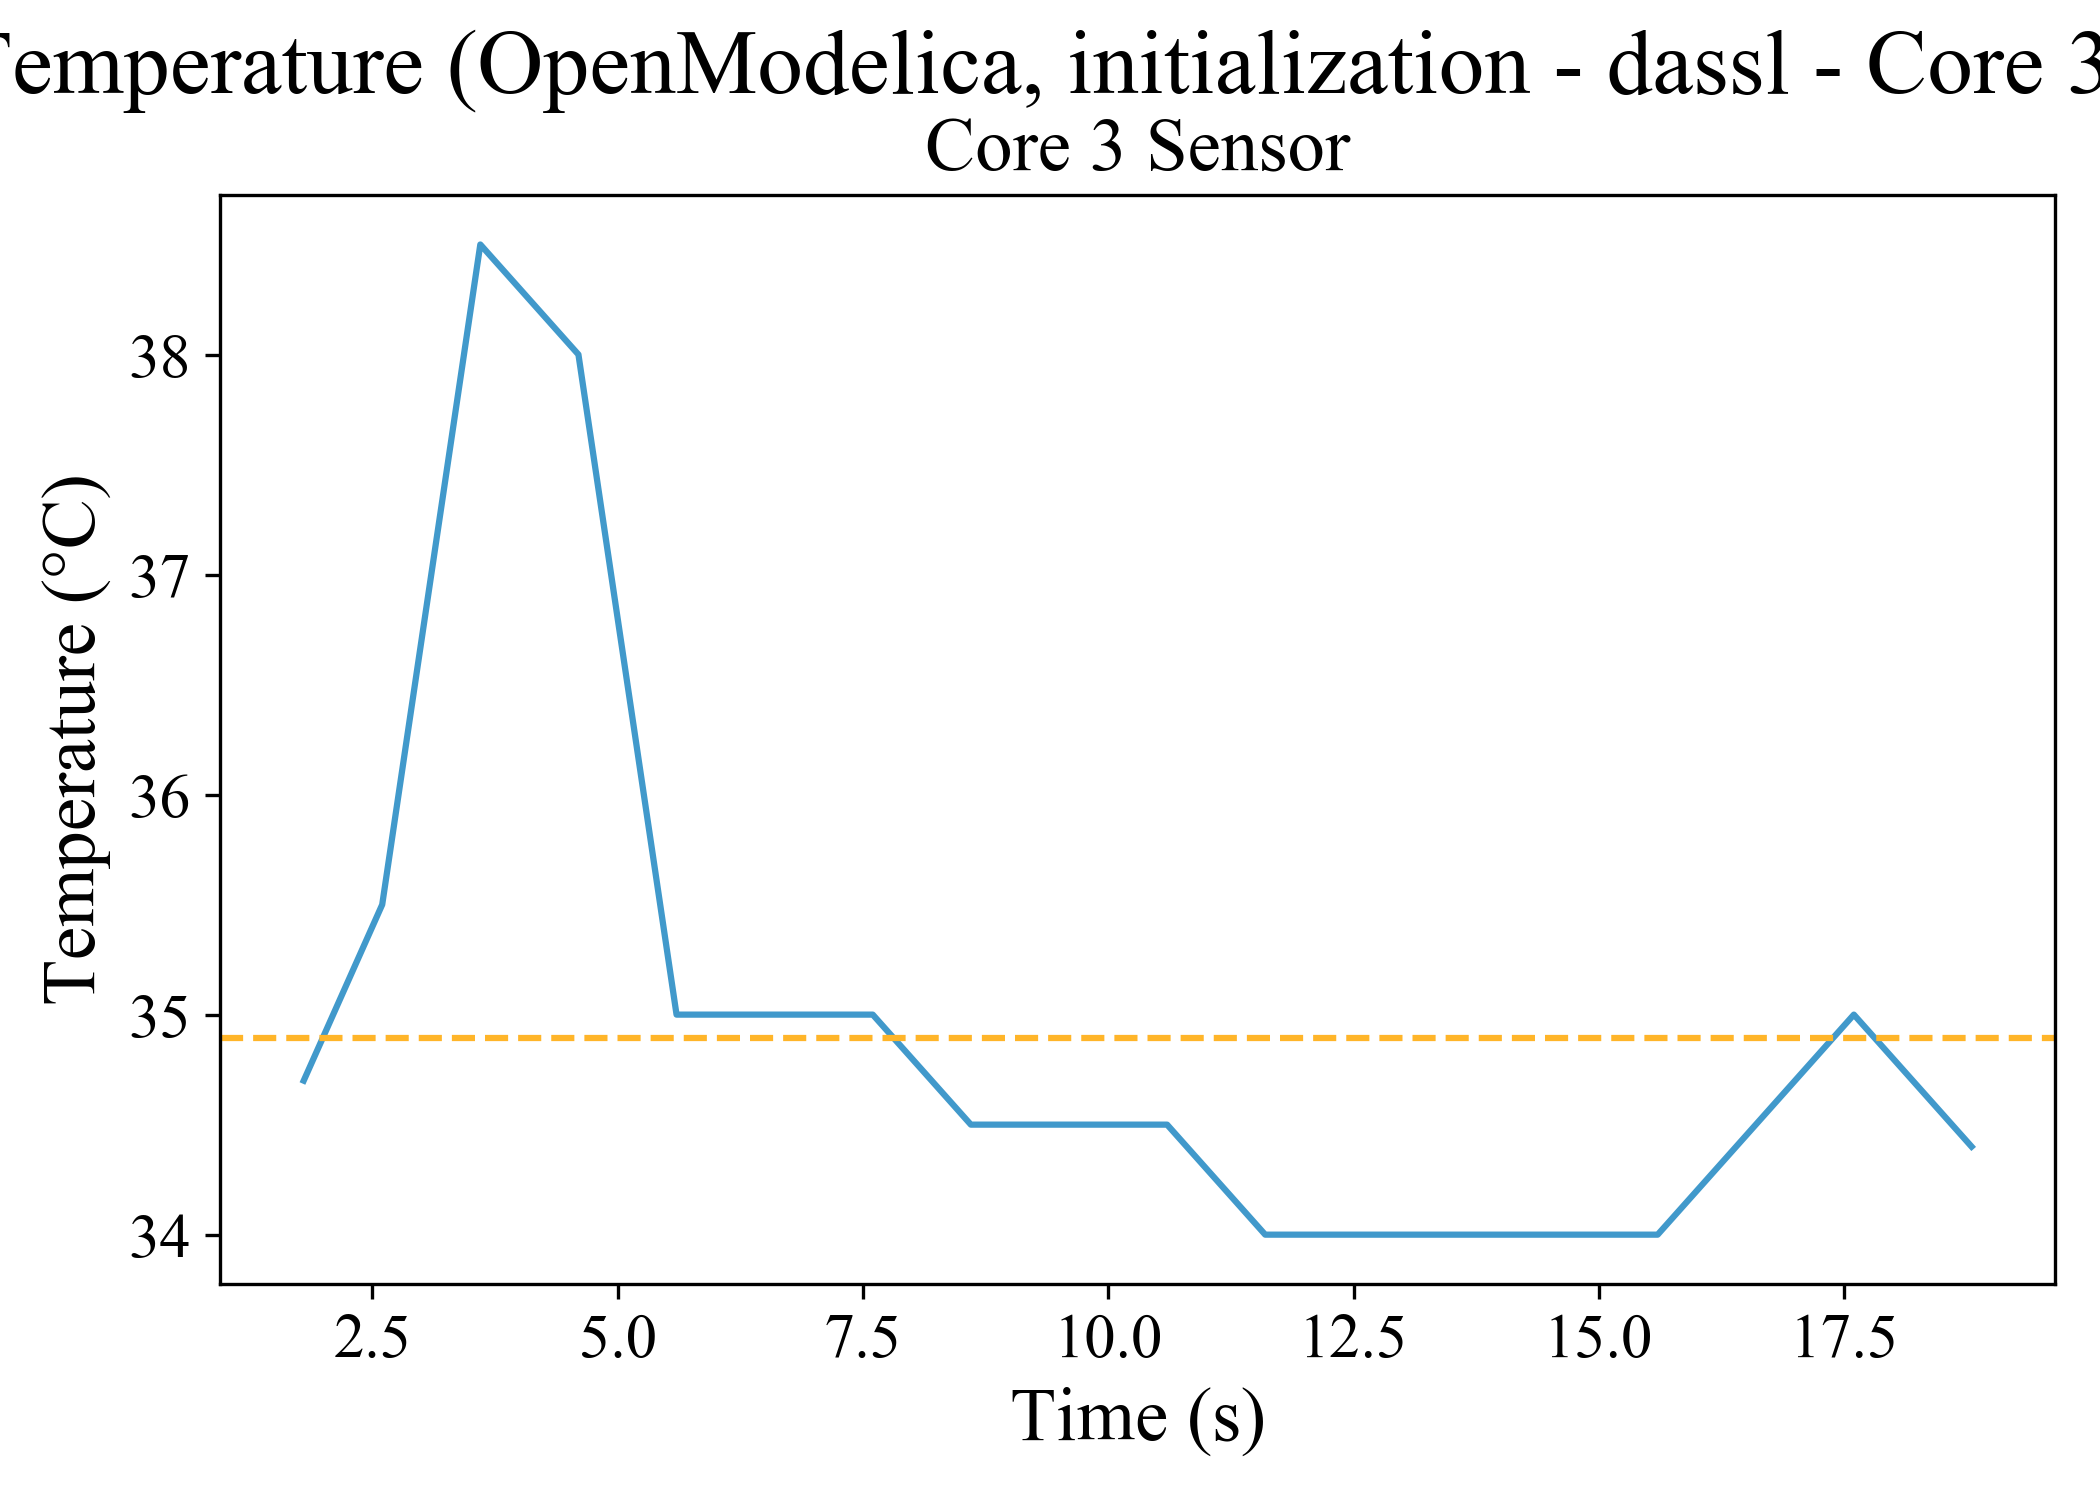 Temperature (OpenModelica, initialization - dassl - Core 3
Core 3 Sensor
Temperature (°C)
38
37
36
35
34
2.5 5.0 7.5 10.0 12.5 15.0 17.5
Time (s)